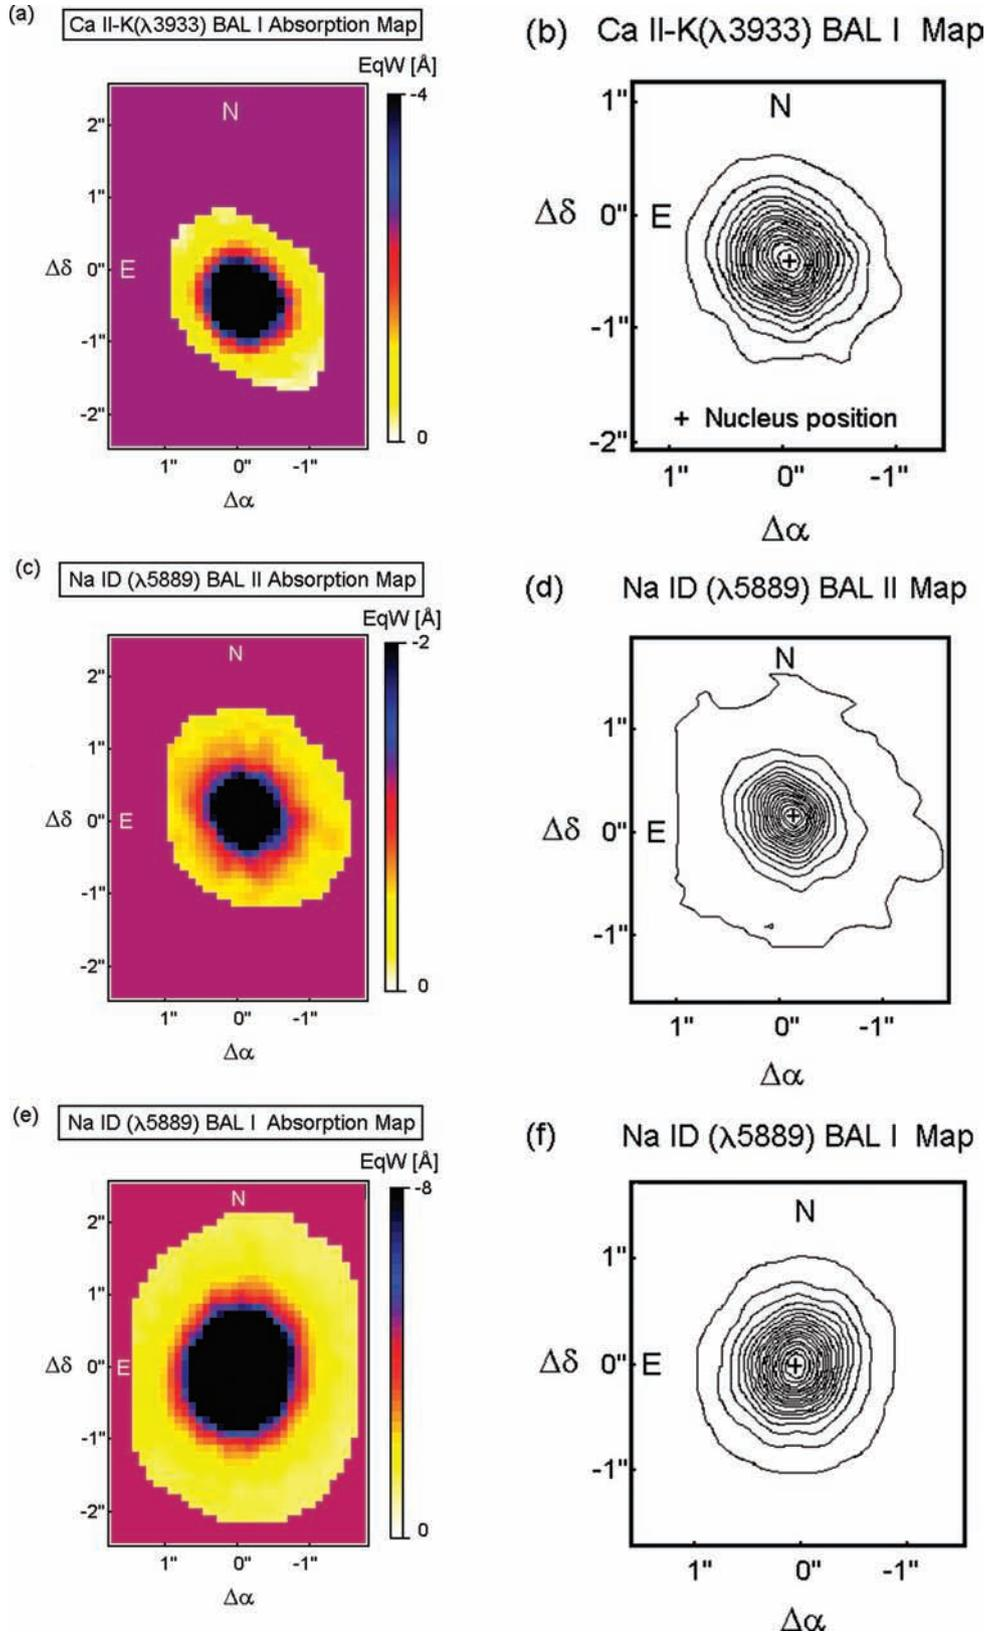 (a)
Ca II-K(λ3933) BAL I Absorption Map
EqW [Å]
-4
0
N
E
2"
1"
0"
-1"
-2"
Δδ
1" 0" -1"
Δα
(b) Ca II-K(λ3933) BAL I Map
1"
0"
-1"
-2"
Δδ
N
E
+ Nucleus position
1" 0" -1"
Δα
(c)
Na ID (λ5889) BAL II Absorption Map
EqW [Å]
-2
0
N
E
2"
1"
0"
-1"
-2"
Δδ
1" 0" -1"
Δα
(d) Na ID (λ5889) BAL II Map
N
E
1"
0"
-1"
Δδ
1" 0" -1"
Δα
(e)
Na ID (λ5889) BAL I Absorption Map
EqW [Å]
-8
0
N
E
2"
1"
0"
-1"
-2"
Δδ
1" 0" -1"
Δα
(f) Na ID (λ5889) BAL I Map
N
E
1"
0"
-1"
Δδ
1" 0" -1"
Δα